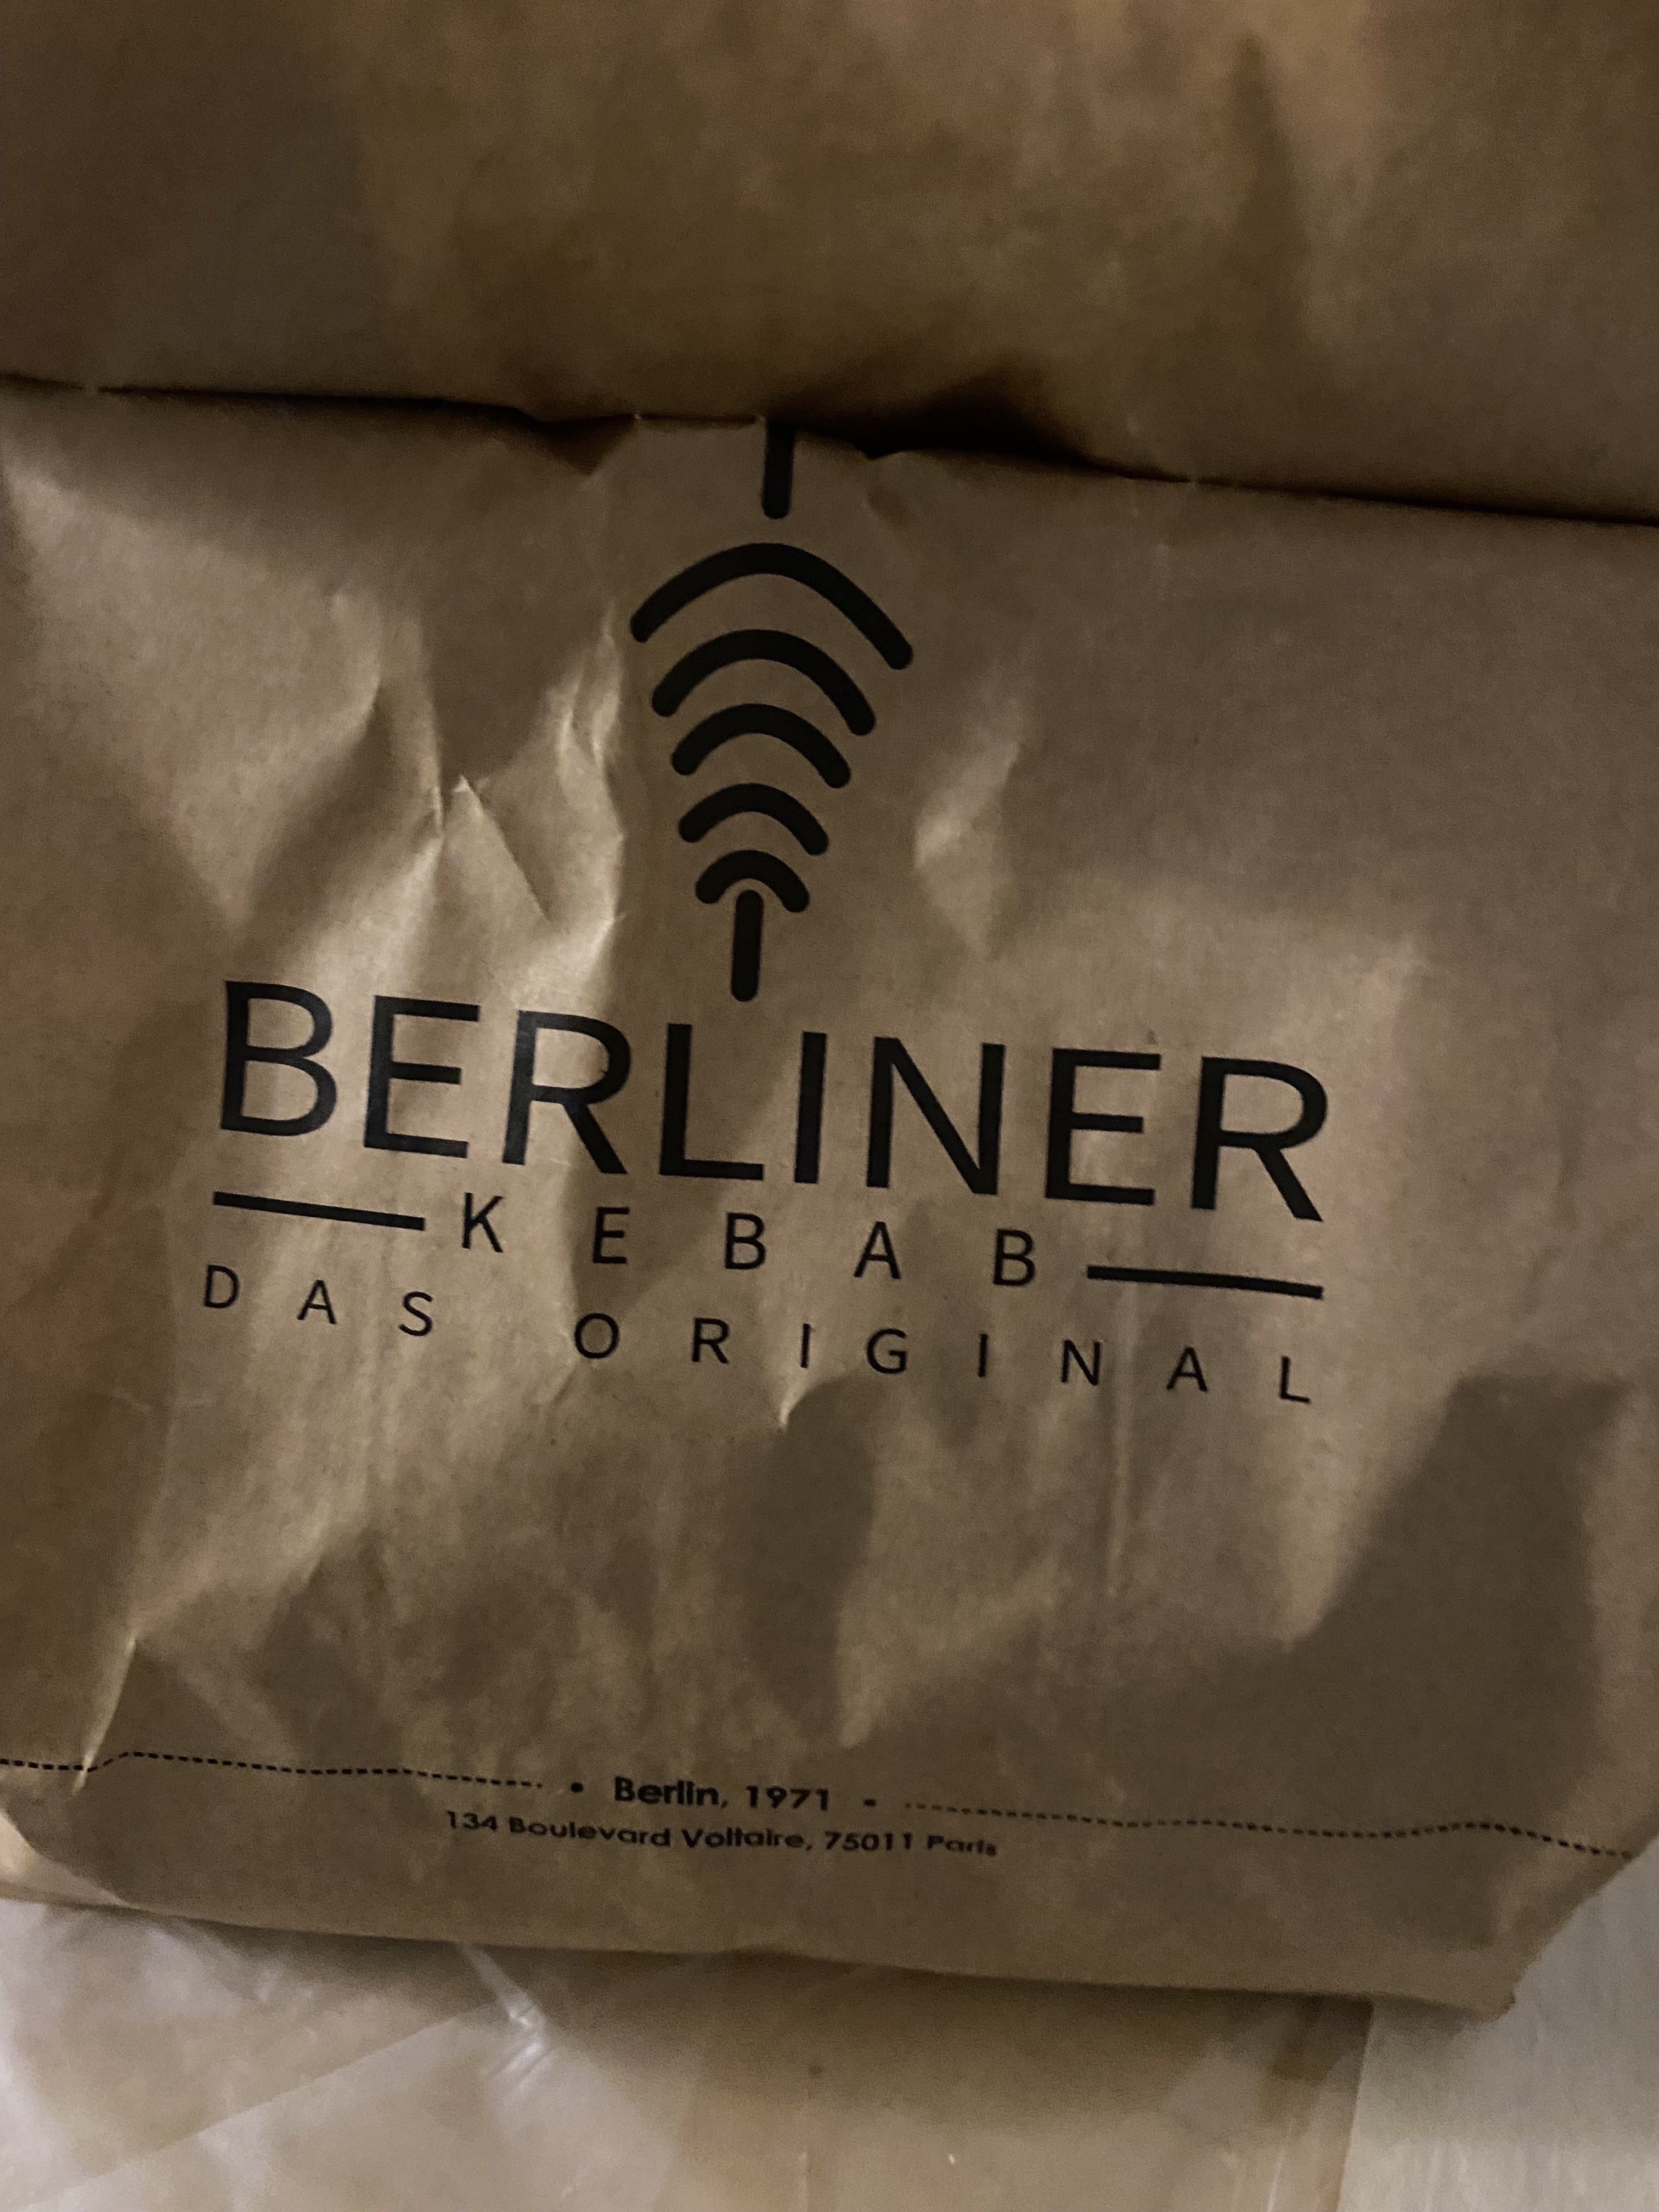 BERLINER
KEBAB
DAS ORIGINAL
• Berlin, 1971 •
134 Boulevard Voltaire, 75011 Paris